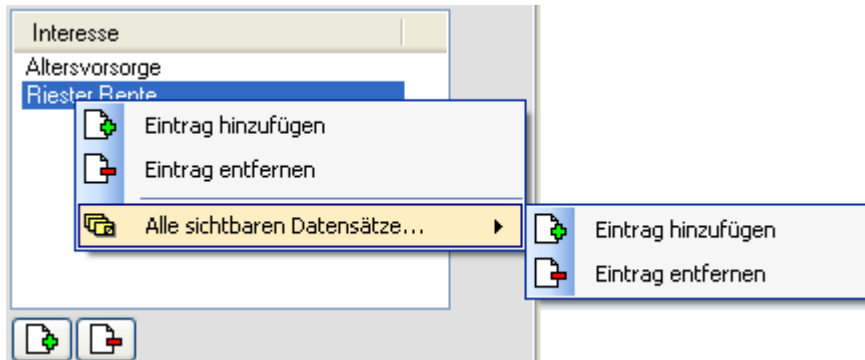 Interesse
Altersvorsorge
Riester Rente
Eintrag hinzufügen
Eintrag entfernen
Alle sichtbaren Datensätze...
Eintrag hinzufügen
Eintrag entfernen